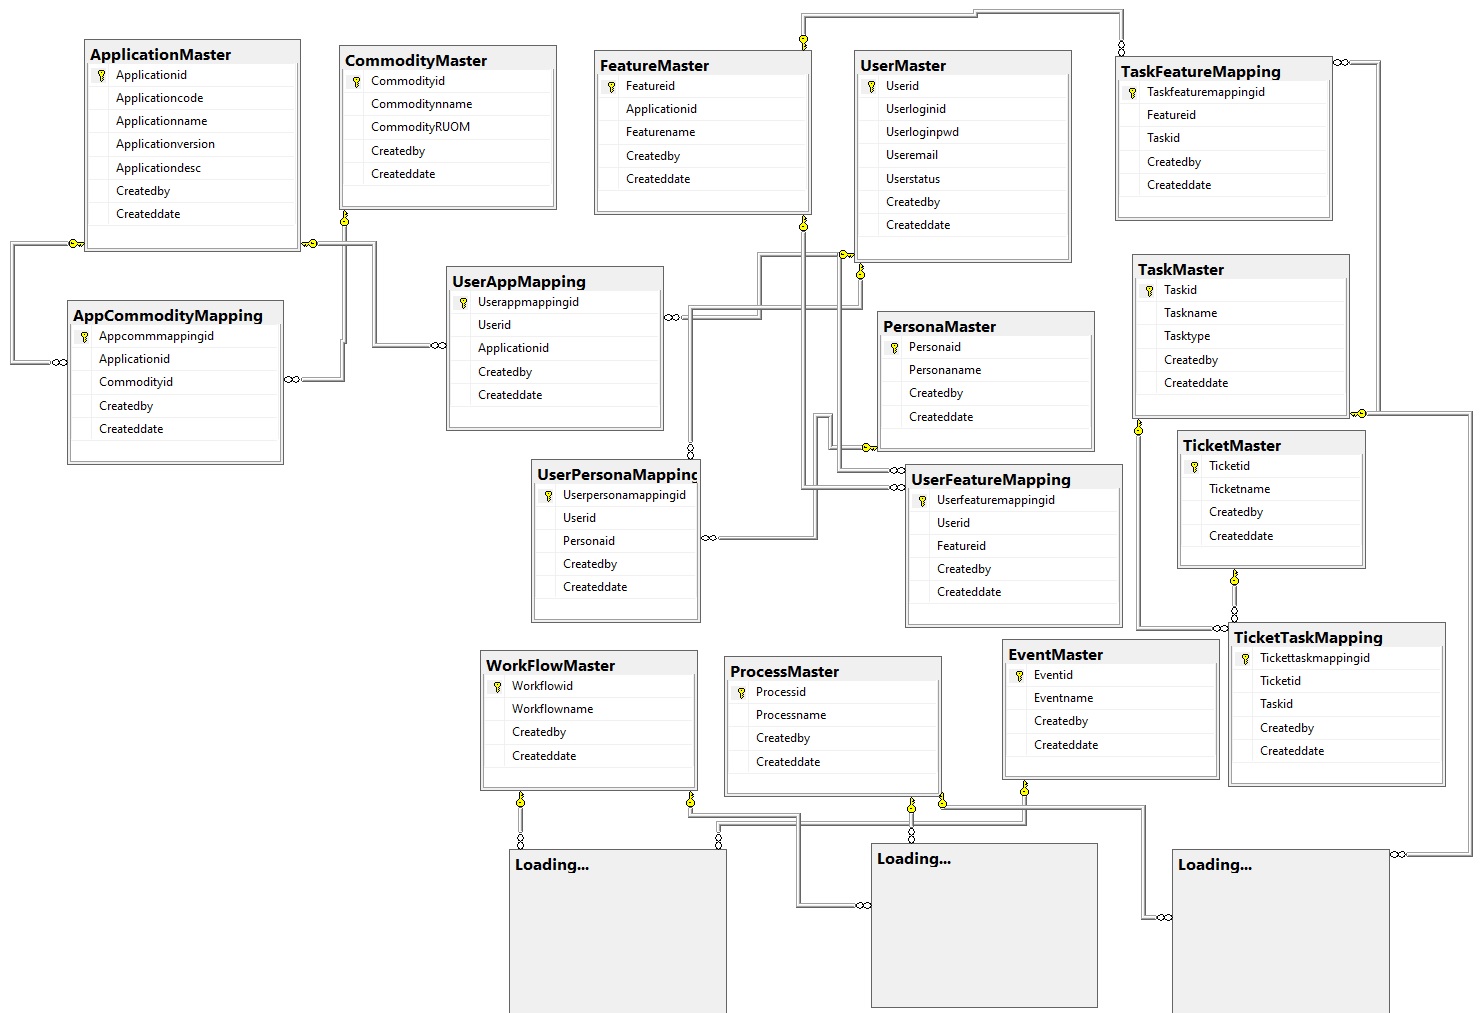 ApplicationMaster
Applicationid
Applicationcode
Applicationname
Applicationversion
Applicationdesc
Createdby
Createddate
CommodityMaster
Commodityid
Commoditynname
CommodityRUOM
Createdby
Createddate
FeatureMaster
Featureid
Applicationid
Featurename
Createdby
Createddate
UserMaster
Userid
Userloginid
Userloginpwd
Useremail
Userstatus
Createdby
Createddate
TaskFeatureMapping
Taskfeaturemappingid
Featureid
Taskid
Createdby
Createddate
AppCommodityMapping
Appcommmappingid
Applicationid
Commodityid
Createdby
Createddate
UserAppMapping
Userappmappingid
Userid
Applicationid
Createdby
Createddate
PersonaMaster
Personaid
Personaname
Createdby
Createddate
TaskMaster
Taskid
Taskname
Tasktype
Createdby
Createddate
UserPersonaMapping
Userpersonamappingid
Userid
Personaid
Createdby
Createddate
UserFeatureMapping
Userfeaturemappingid
Userid
Featureid
Createdby
Createddate
TicketMaster
Ticketid
Ticketname
Createdby
Createddate
WorkFlowMaster
Workflowid
Workflowname
Createdby
Createddate
ProcessMaster
Processid
Processname
Createdby
Createddate
EventMaster
Eventid
Eventname
Createdby
Createddate
TicketTaskMapping
Tickettaskmappingid
Ticketid
Taskid
Createdby
Createddate
Loading...
Loading...
Loading...